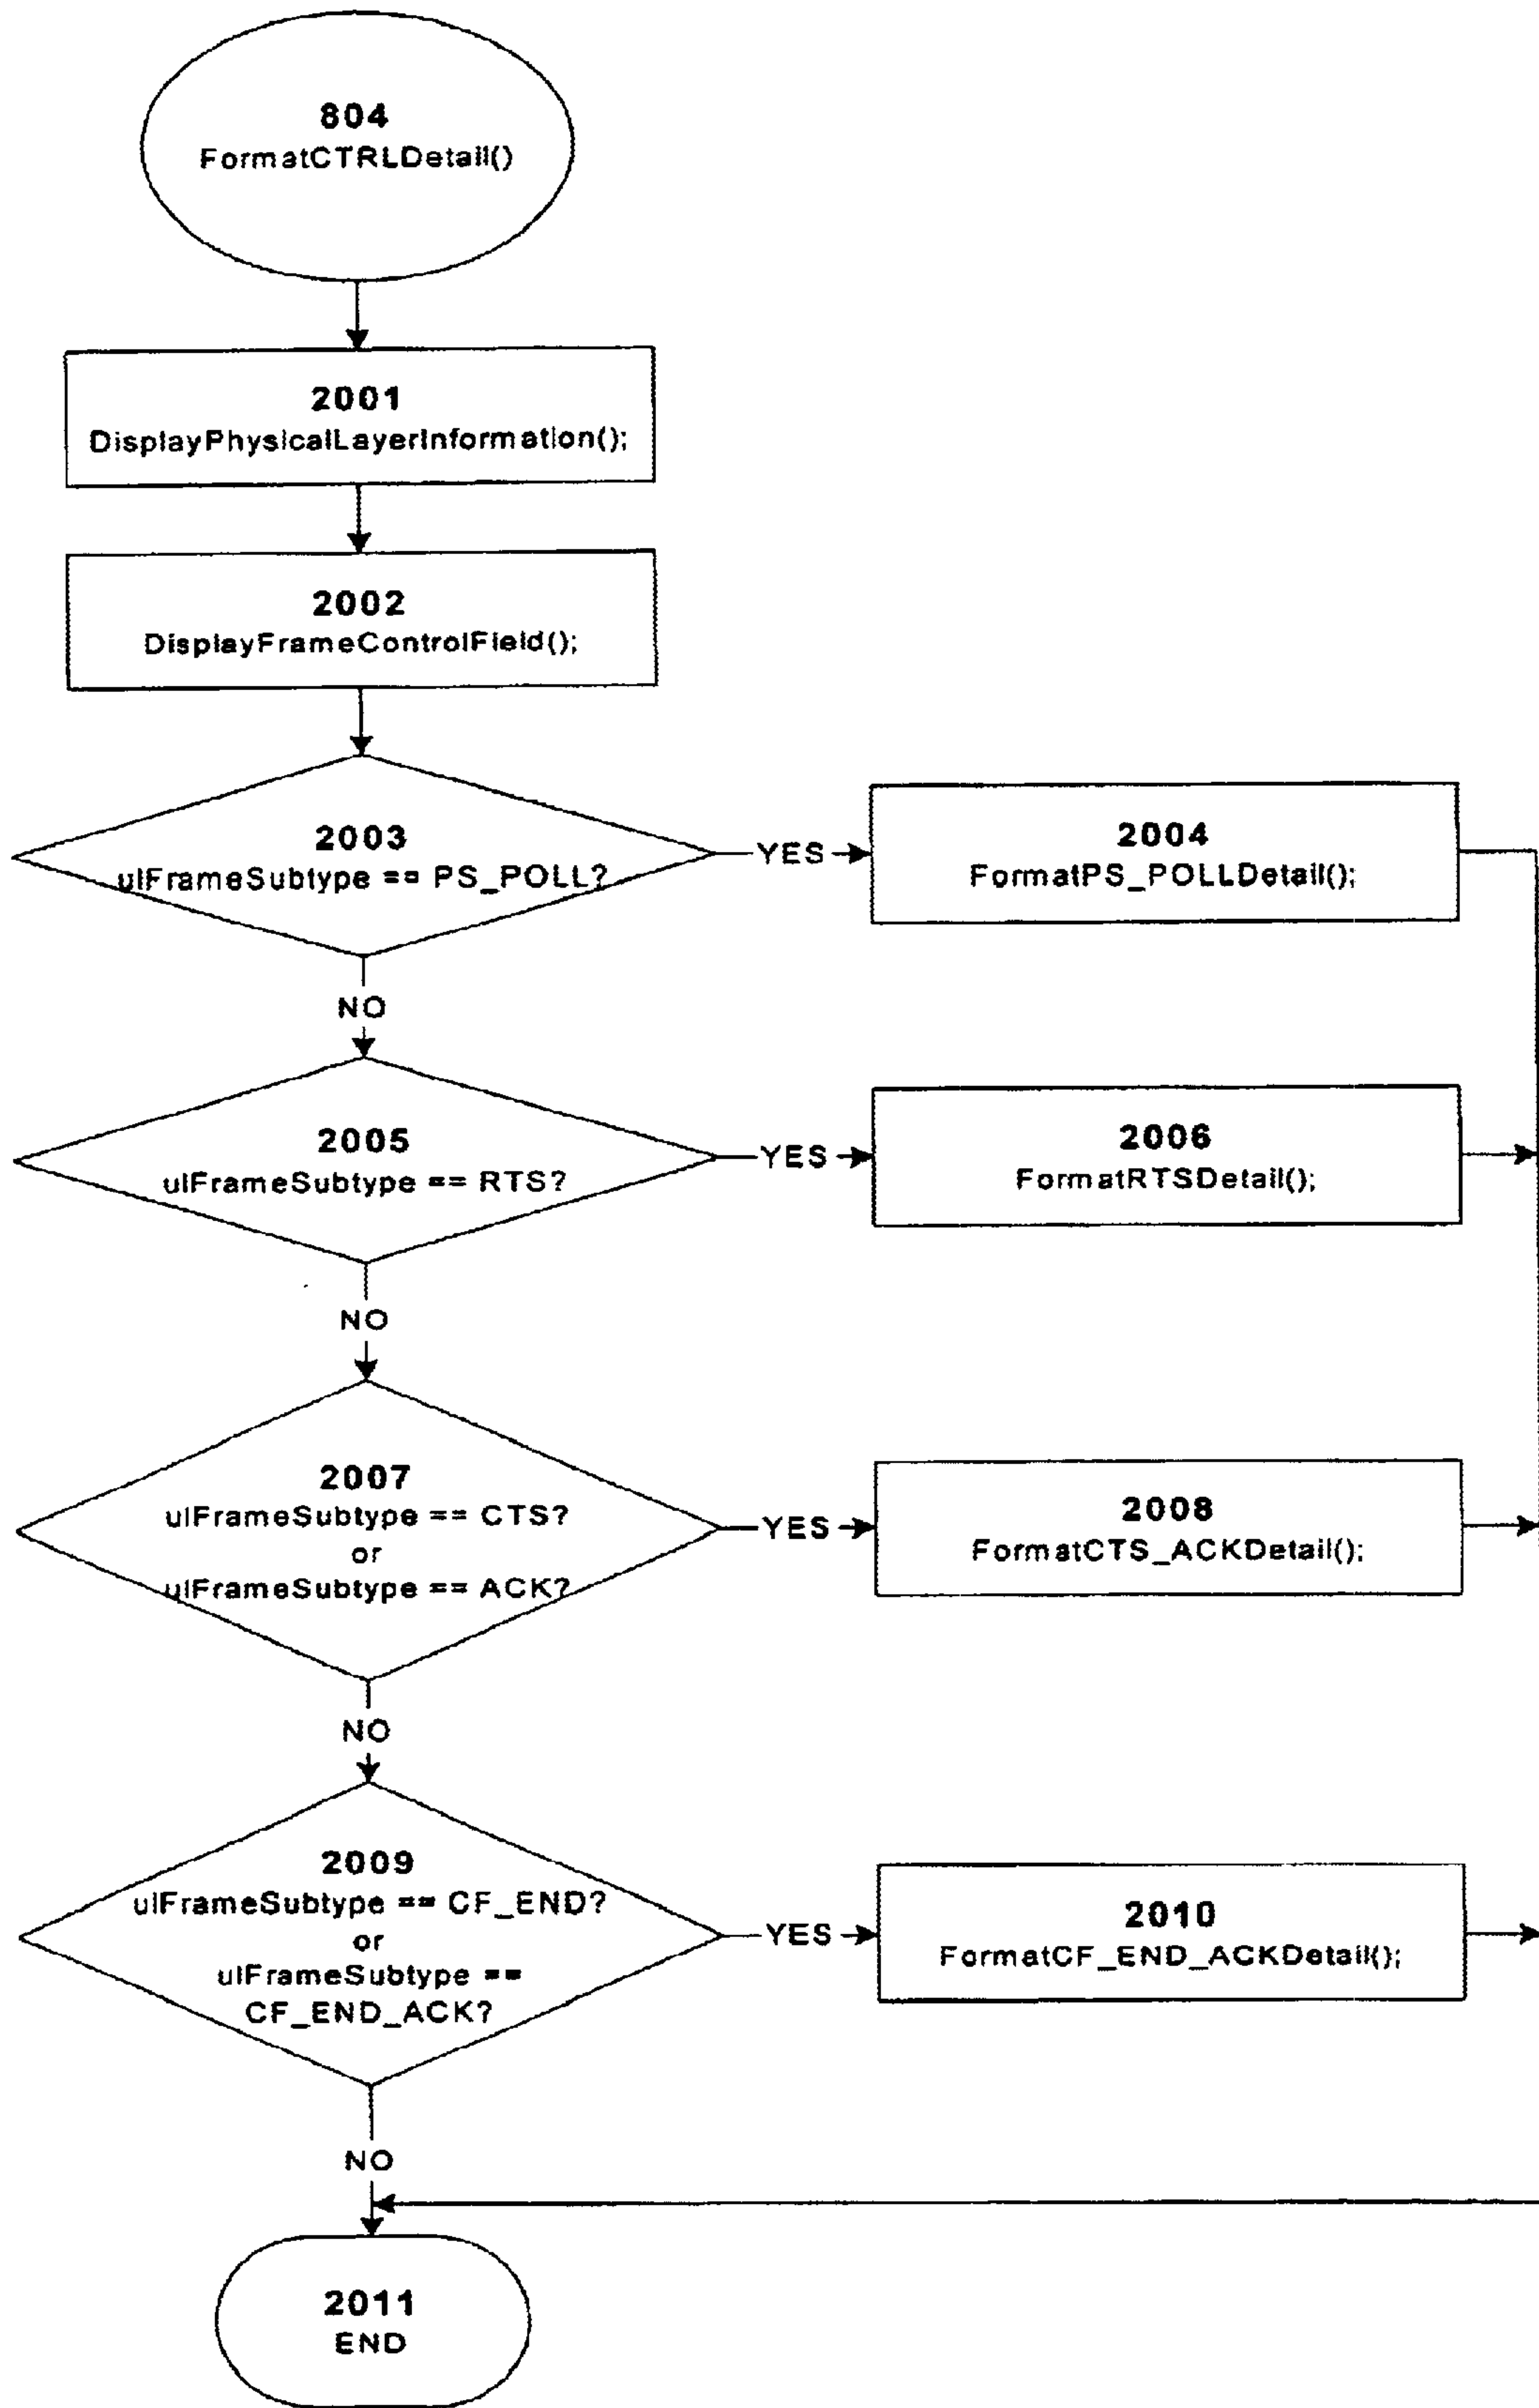 804
FormatCTRLDetail()
2001
DisplayPhysicalLayerInformation();
2002
DisplayFrameControlField();
2003
ulFrameSubtype == PS_POLL?
YES
2004
FormatPS_POLLDetail();
NO
2005
ulFrameSubtype == RTS?
YES
2006
FormatRTSDetail();
NO
2007
ulFrameSubtype == CTS?
or
ulFrameSubtype == ACK?
YES
2008
FormatCTS_ACKDetail();
NO
2009
ulFrameSubtype == CF_END?
or
ulFrameSubtype ==
CF_END_ACK?
YES
2010
FormatCF_END_ACKDetail();
NO
2011
END